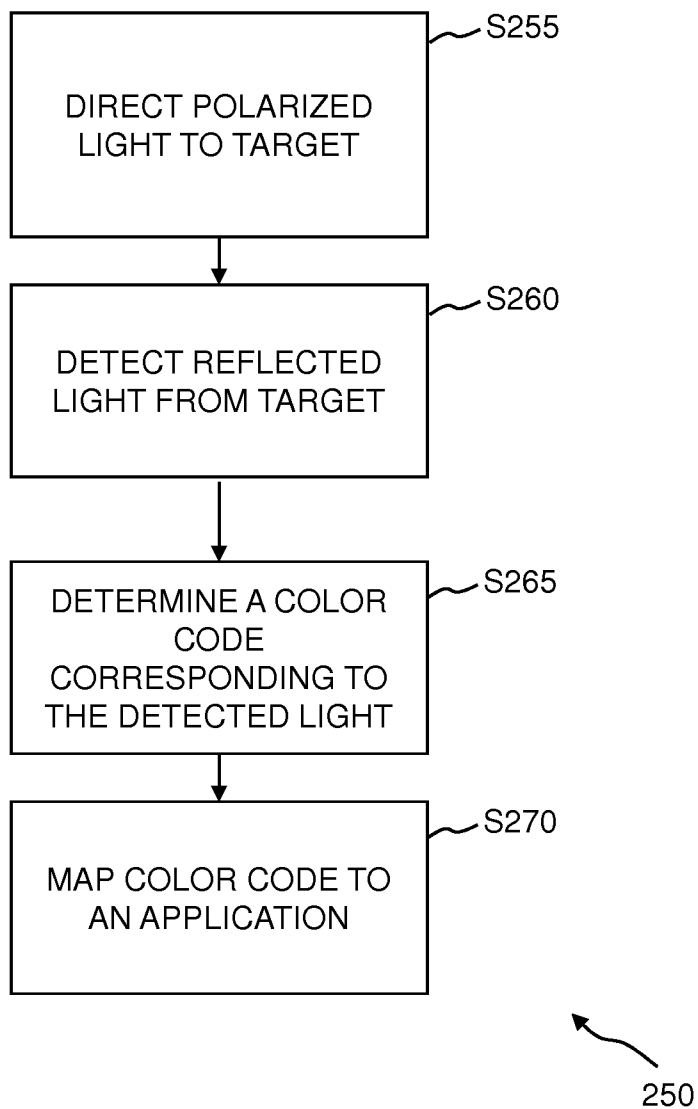 S255
DIRECT POLARIZED
LIGHT TO TARGET
S260
DETECT REFLECTED
LIGHT FROM TARGET
S265
DETERMINE A COLOR
CODE
CORRESPONDING TO
THE DETECTED LIGHT
S270
MAP COLOR CODE TO
AN APPLICATION
250